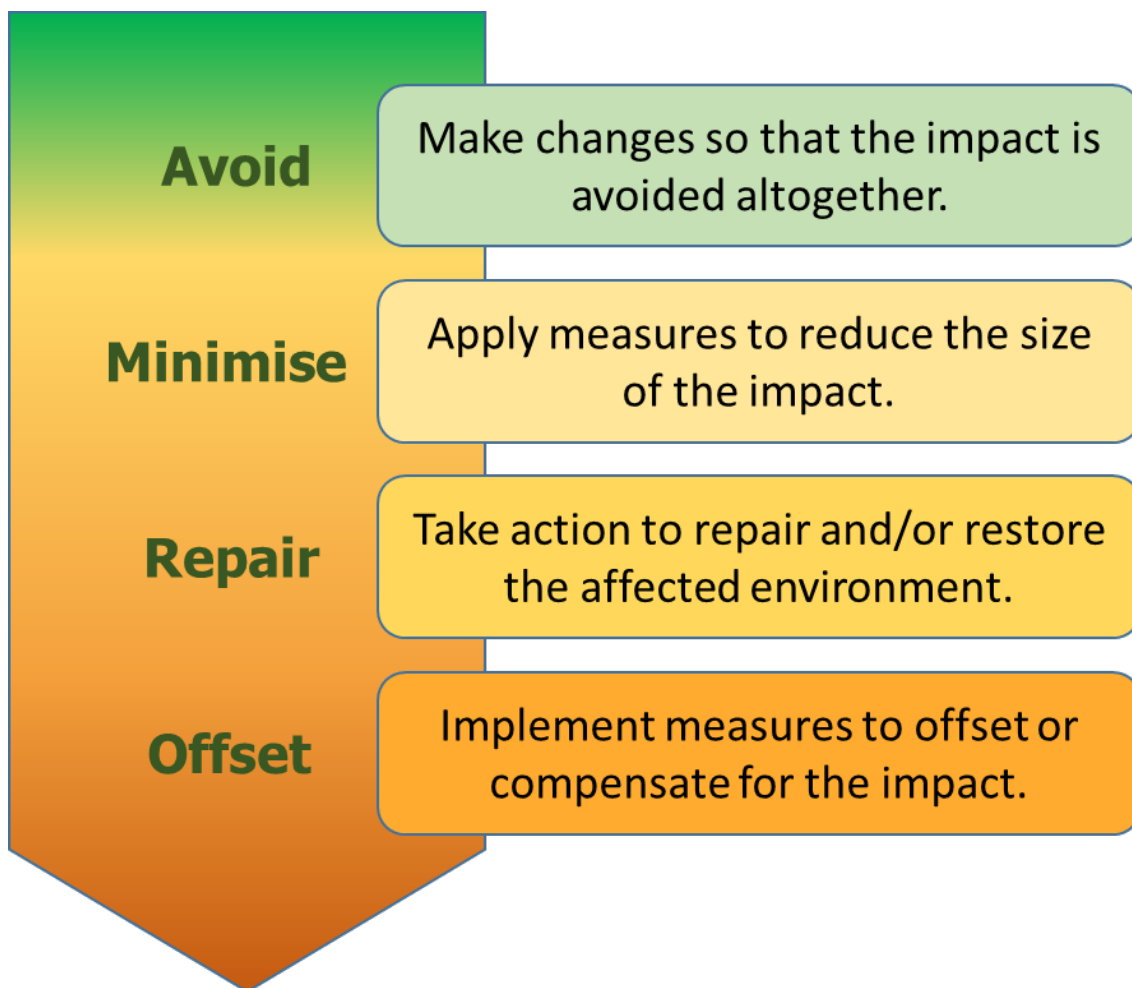 Avoid
Make changes so that the impact is
avoided altogether.
Minimise
Apply measures to reduce the size
of the impact.
Repair
Take action to repair and/or restore
the affected environment.
Offset
Implement measures to offset or
compensate for the impact.